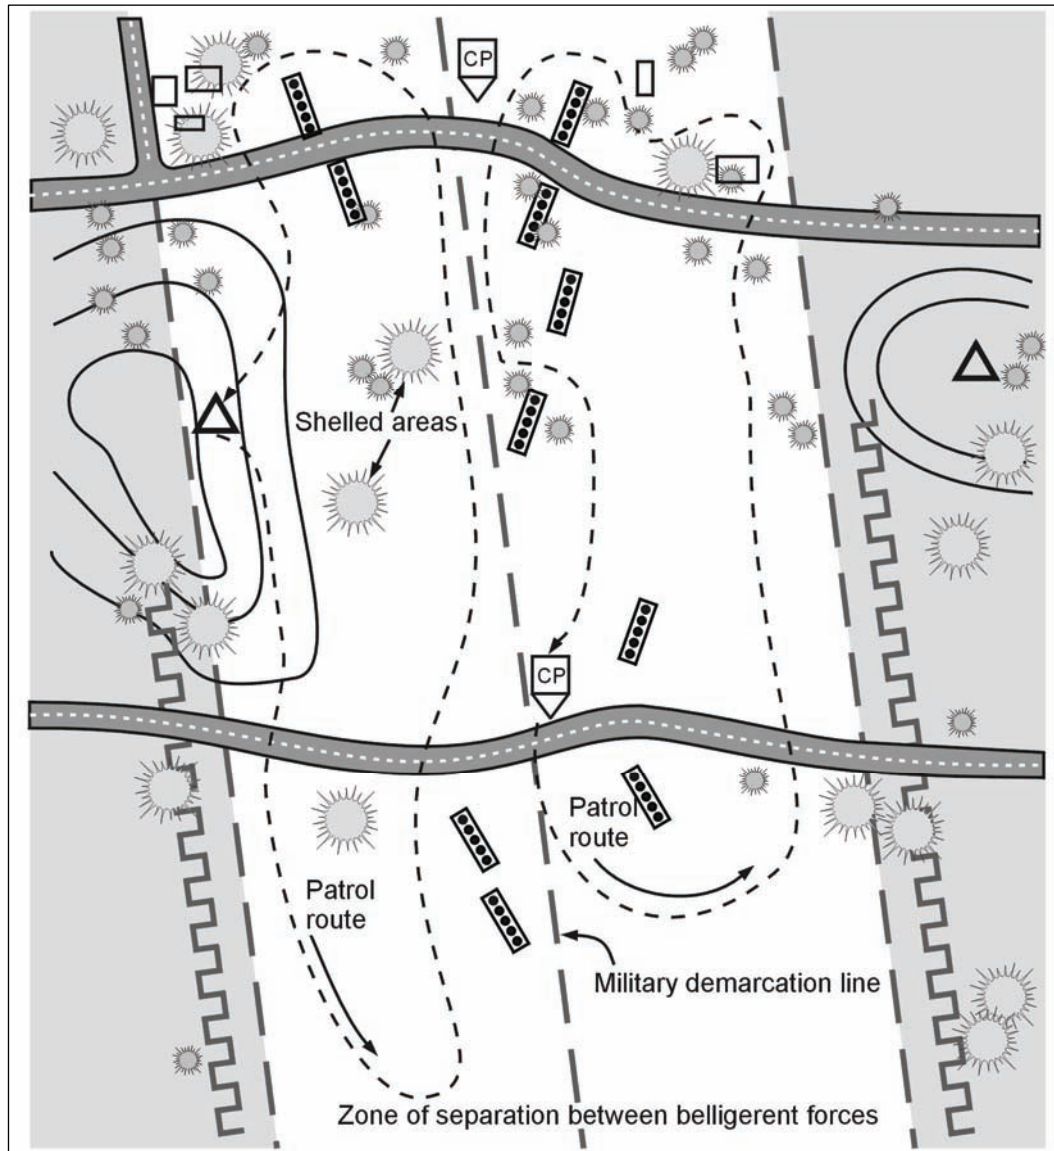 CP
Shelled areas
CP
Patrol
route
Patrol
route
Military demarcation line
Zone of separation between belligerent forces